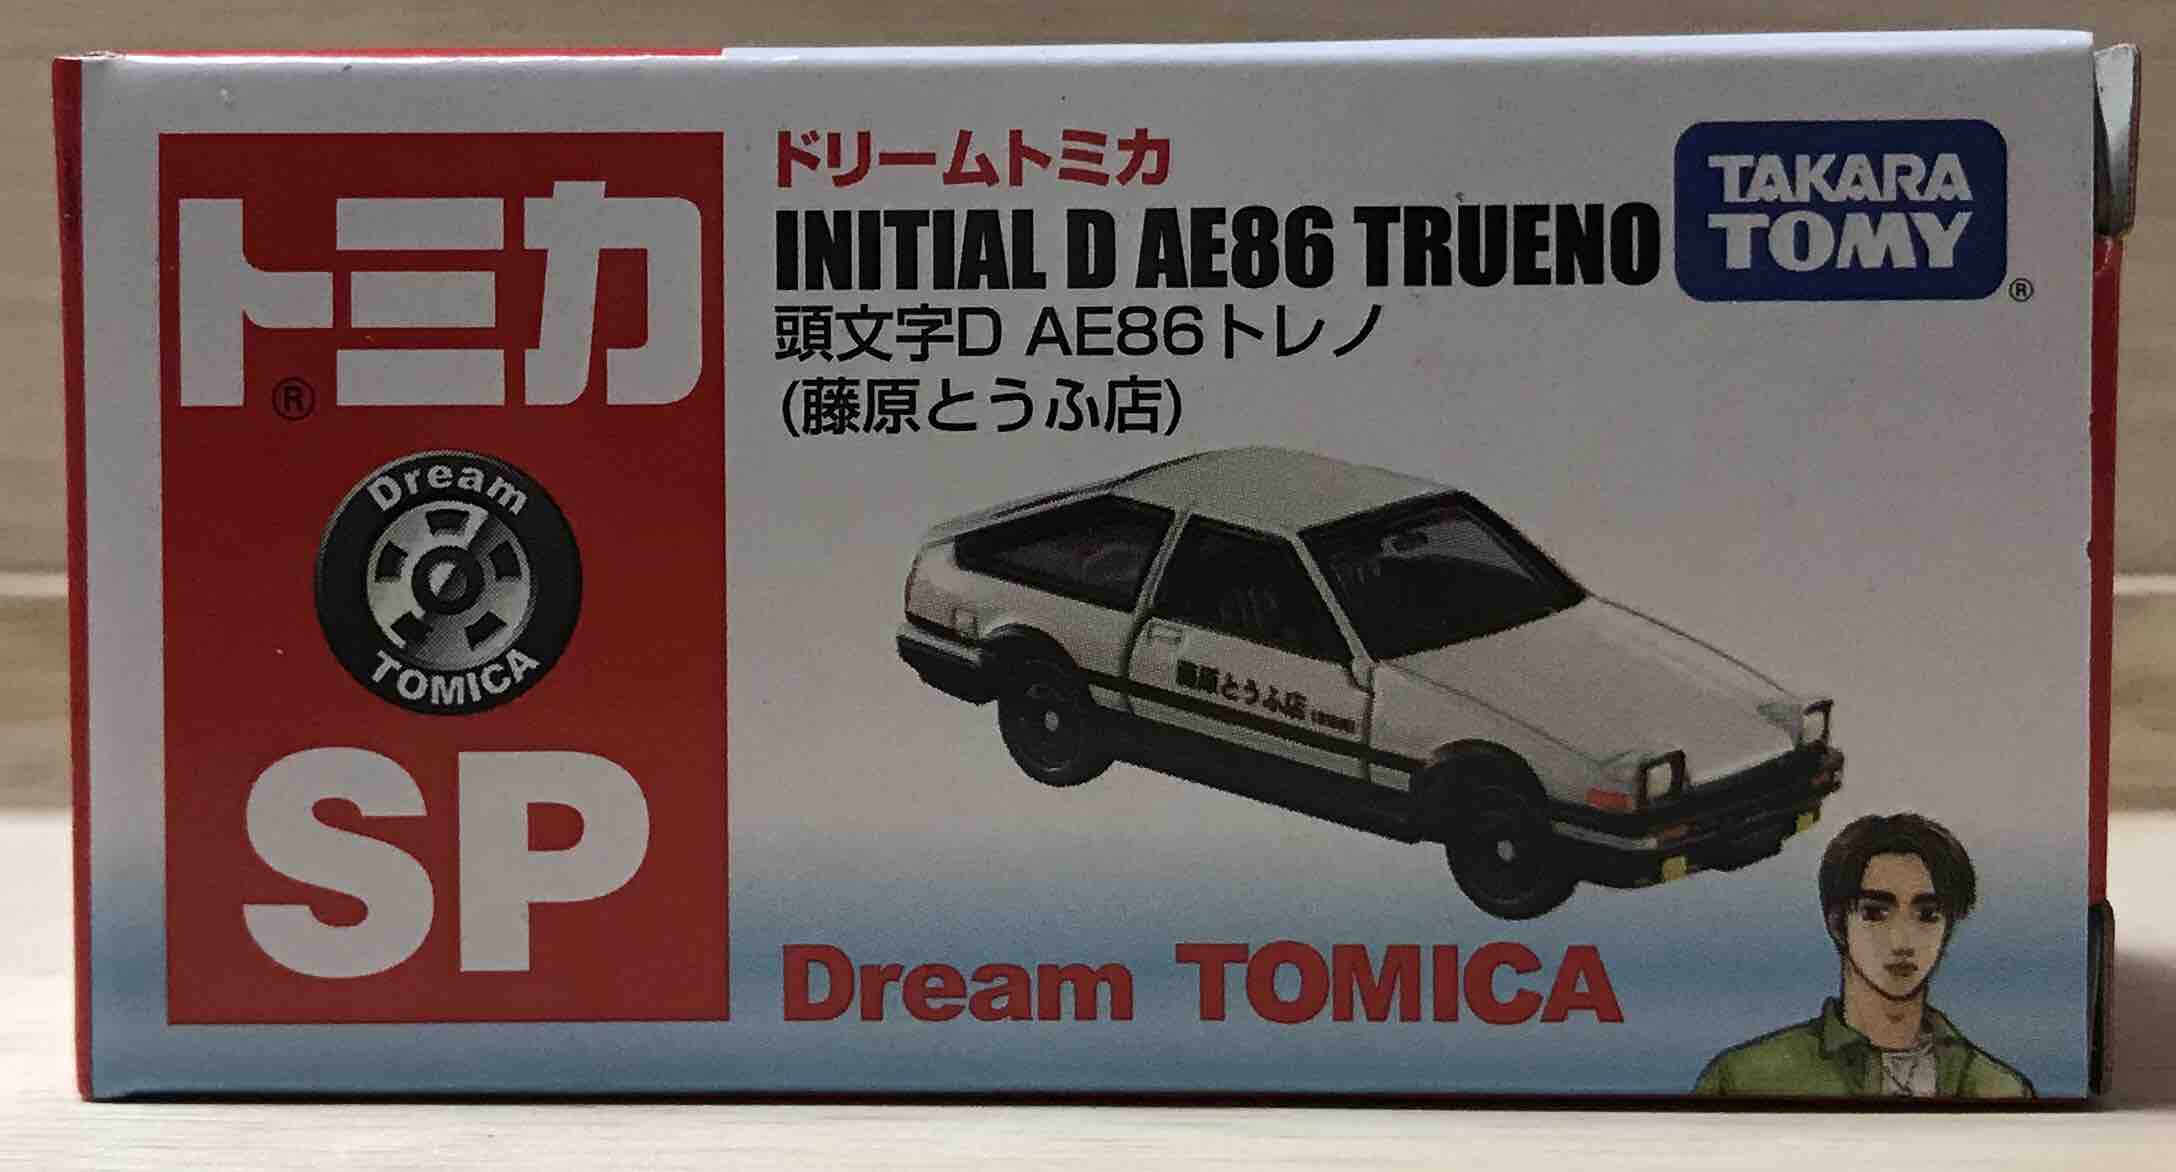 トミカ
®
Dream
TOMICA
SP
ドリームトミカ
INITIAL D AE86 TRUENO
頭文字D AE86トレノ
(藤原とうふ店)
TAKARA
TOMY
®
藤原とうふ店
Dream TOMICA